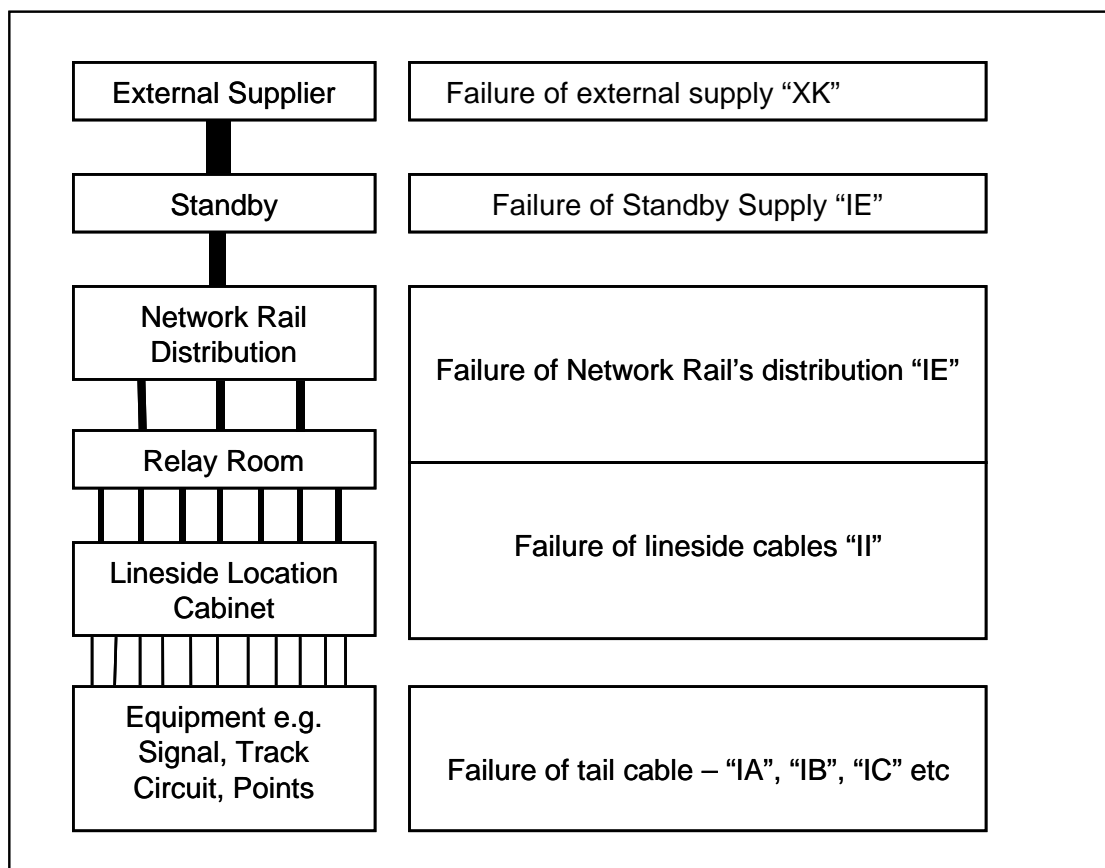 External Supplier
Failure of external supply “XK”
Standby
Failure of Standby Supply “IE”
Network Rail
Distribution
Failure of Network Rail’s distribution “IE”
Relay Room
Failure of lineside cables “II”
Lineside Location
Cabinet
Equipment e.g.
Signal, Track
Circuit, Points
Failure of tail cable – “IA”, “IB”, “IC” etc